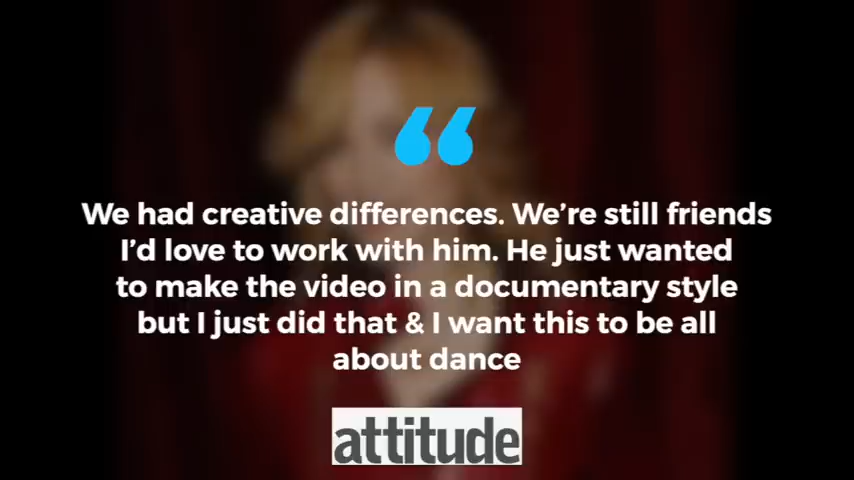 “
We had creative differences. We’re still friends
I’d love to work with him. He just wanted
to make the video in a documentary style
but I just did that & I want this to be all
about dance
attitude